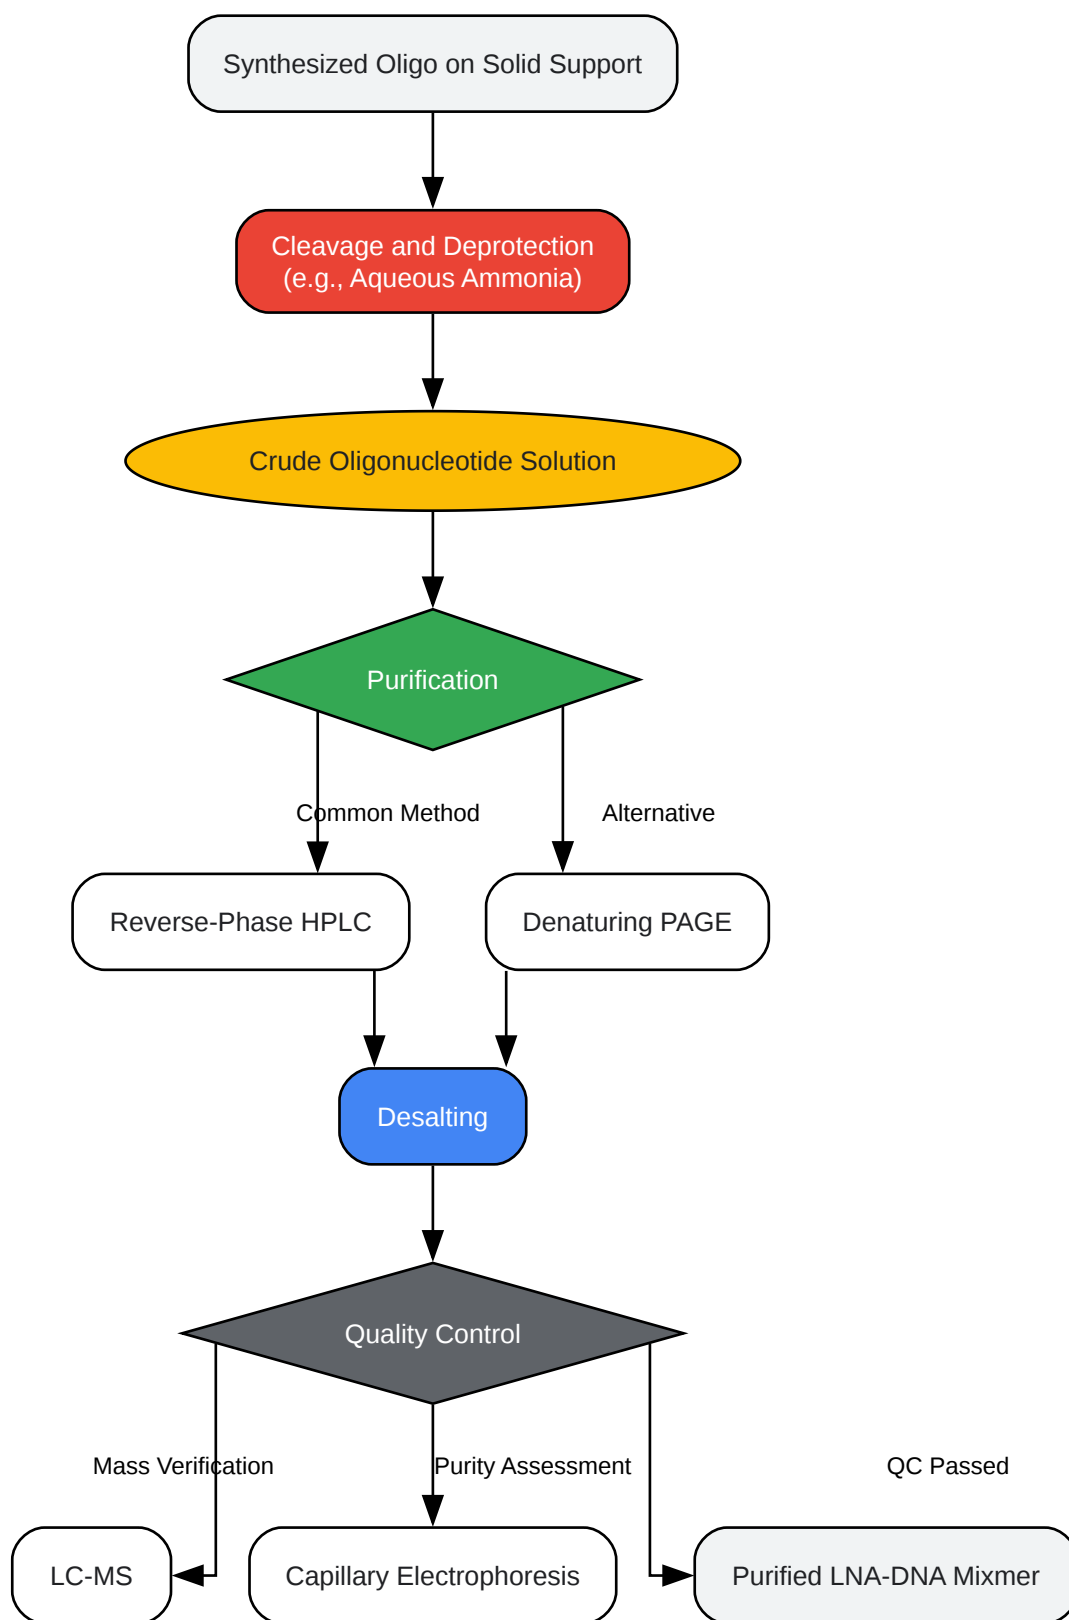 Synthesized Oligo on Solid Support
Cleavage and Deprotection
(e.g., Aqueous Ammonia)
Crude Oligonucleotide Solution
Purification
Common Method
Alternative
Reverse-Phase HPLC
Denaturing PAGE
Desalting
Quality Control
Mass Verification
Purity Assessment
QC Passed
LC-MS
Capillary Electrophoresis
Purified LNA-DNA Mixmer